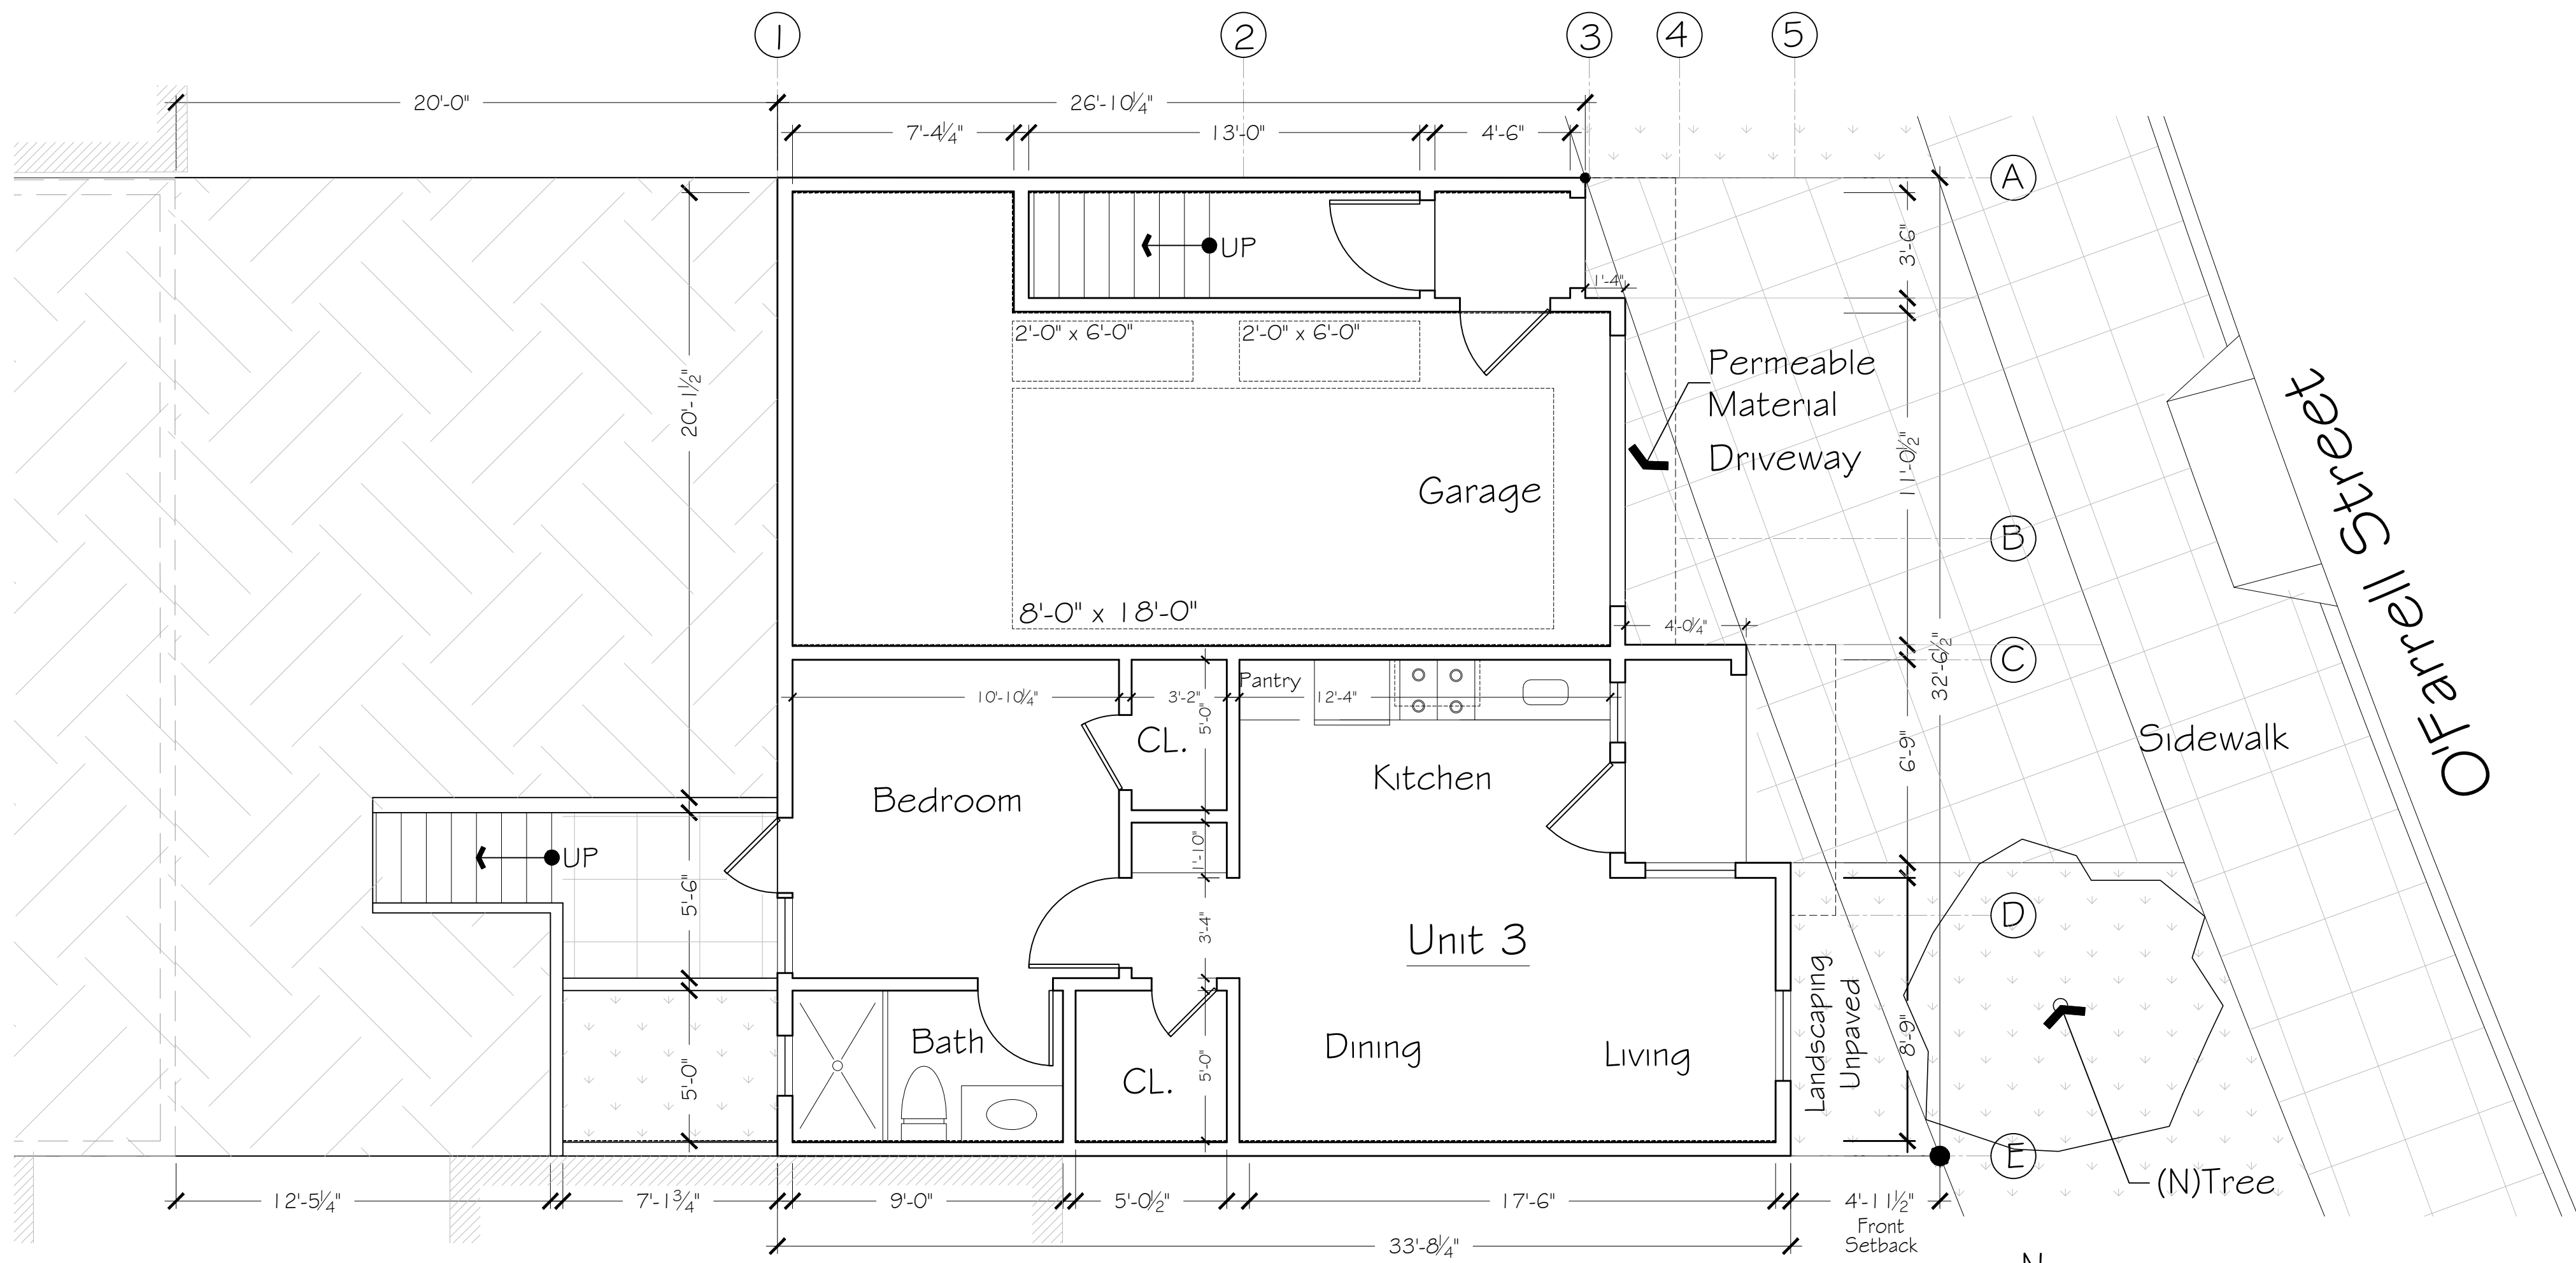 1
2
3
4
5
20'-0"
26'-10¼"
7'-4¼"
13'-0"
4'-6"
A
UP
3'-6"
1'-4"
2'-0" x 6'-0"
2'-0" x 6'-0"
Permeable
Material
Driveway
20'-1½"
11'-0½"
O'Farrell Street
Garage
B
8'-0" x 18'-0"
4'-0¼"
C
32'-6½"
10'-10¼"
3'-2"
Pantry
12'-4"
5'-0"
CL.
6'-9"
Sidewalk
Kitchen
Bedroom
UP
1'-10"
5'-6"
3'-4"
Unit 3
D
Landscaping
Unpaved
8'-9"
Bath
Dining
Living
5'-0"
CL.
5'-0"
E
(N)Tree
12'-5¼"
7'-1¾"
9'-0"
5'-0½"
17'-6"
4'-11½"
Front
Setback
33'-8¼"